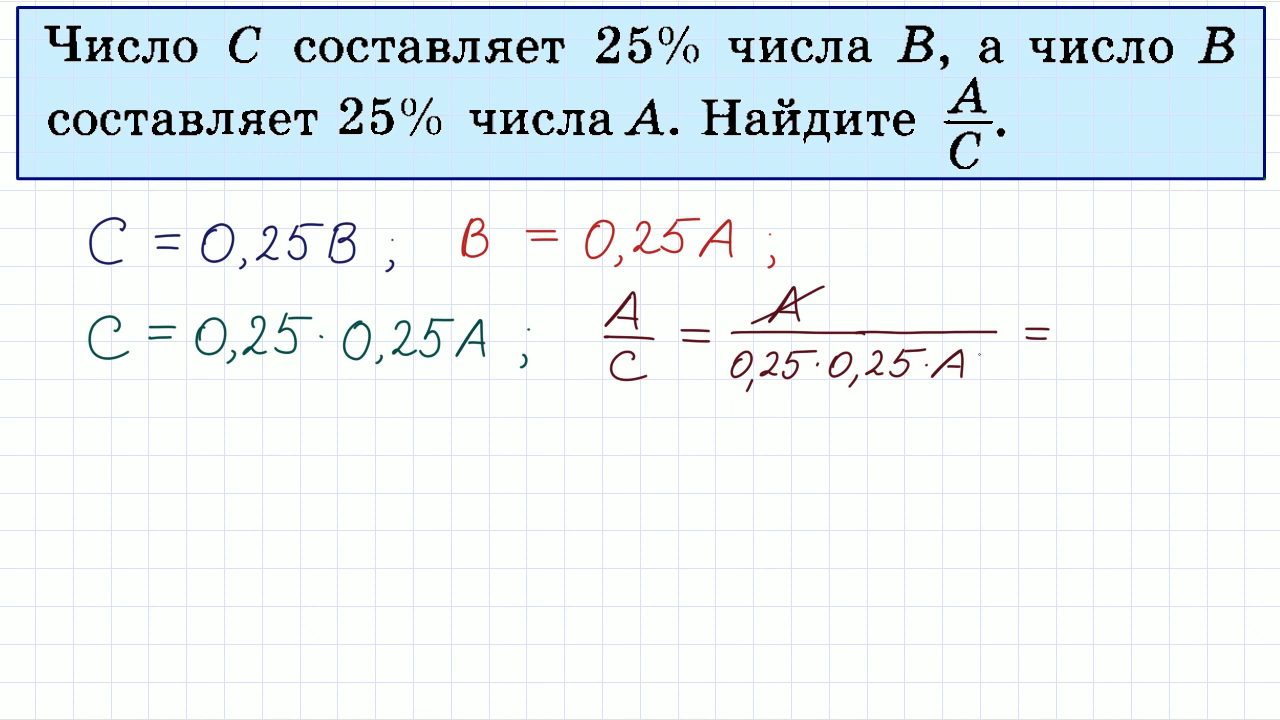 Число C составляет 25% числа B, а число B
составляет 25% числа A. Найдите A/C.
C = 0,25B ; B = 0,25A ;
C = 0,25 · 0,25A ; A/C = A/(0,25 · 0,25 · A) =